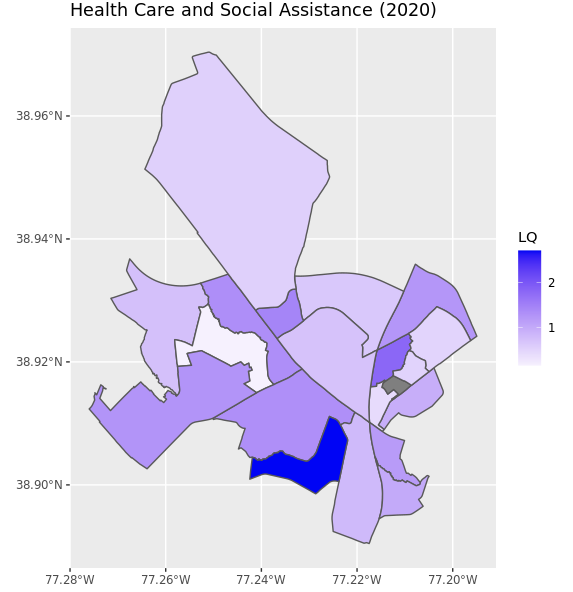 Health Care and Social Assistance (2020)
38.96°N
38.94°N
38.92°N
38.90°N
77.28°W 77.26°W 77.24°W 77.22°W 77.20°W
LQ
2
1